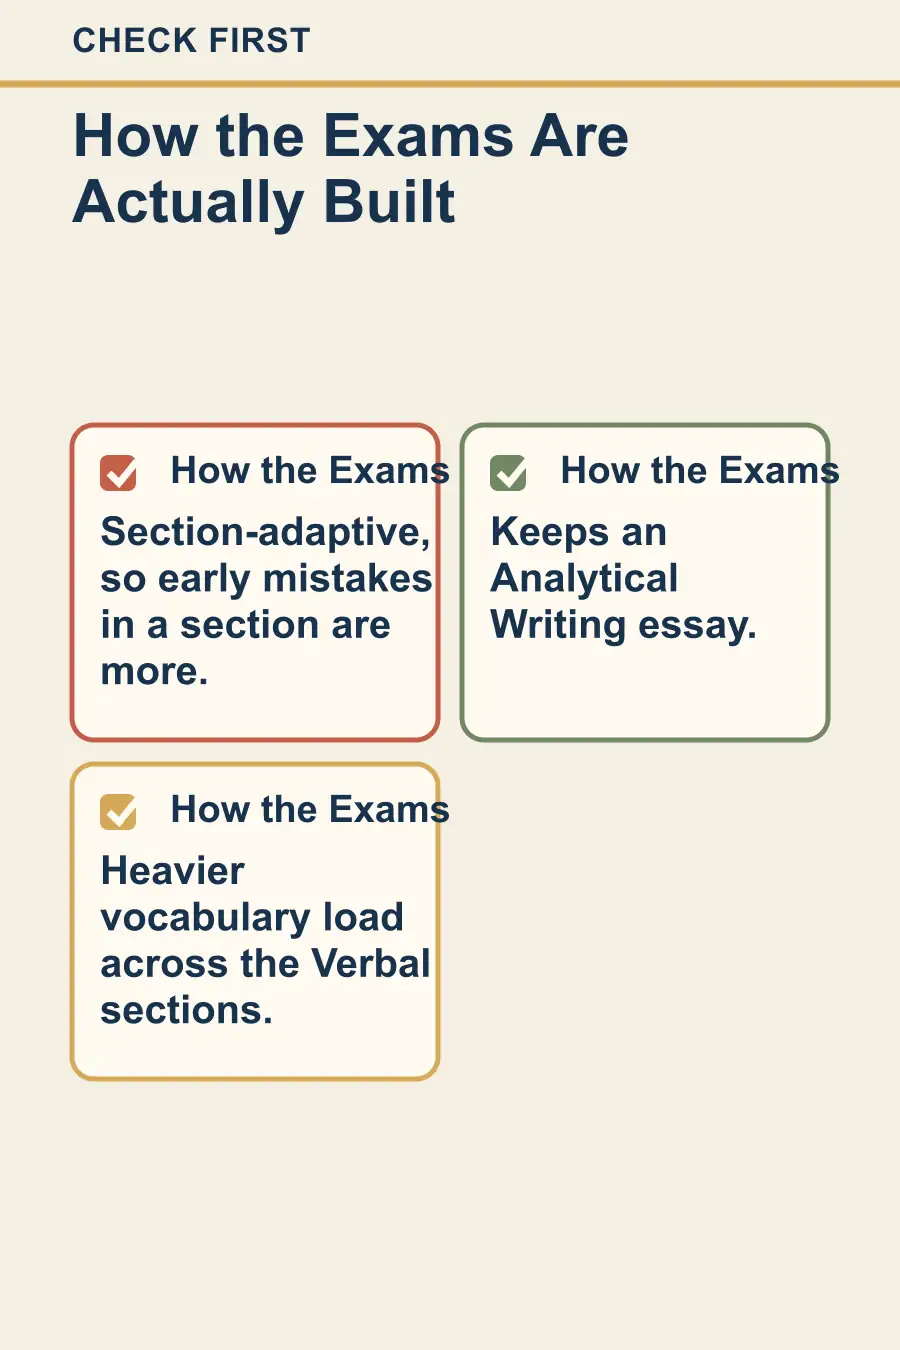 CHECK FIRST
How the Exams Are
Actually Built
How the Exams
Section-adaptive,
so early mistakes
in a section are
more.
How the Exams
Keeps an
Analytical
Writing essay.
How the Exams
Heavier
vocabulary load
across the Verbal
sections.